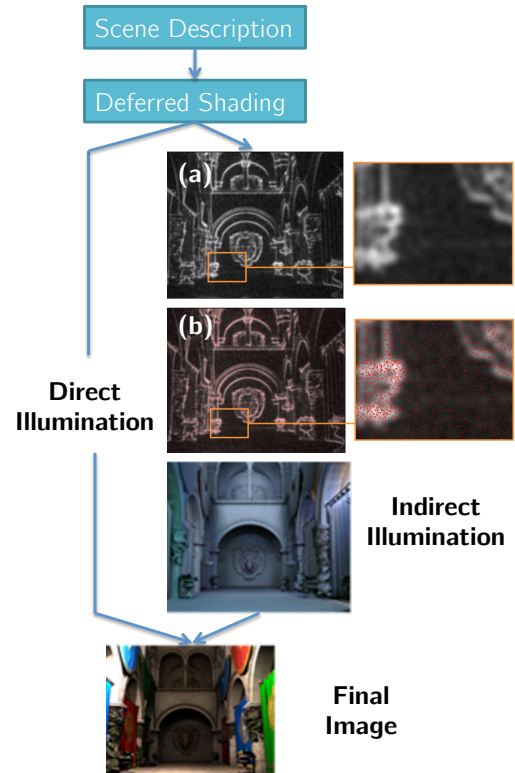 Scene Description
Deferred Shading
(a)
(b)
Direct
Illumination
Indirect
Illumination
Final
Image